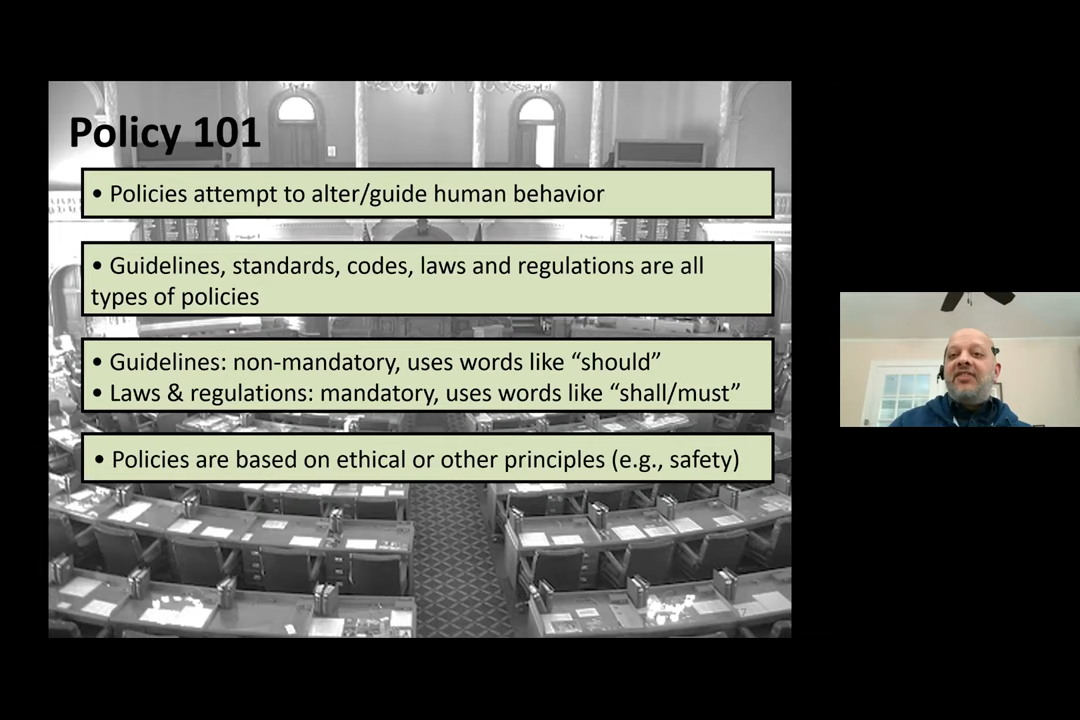 Policy 101
• Policies attempt to alter/guide human behavior
• Guidelines, standards, codes, laws and regulations are all
types of policies
• Guidelines: non-mandatory, uses words like “should”
• Laws & regulations: mandatory, uses words like “shall/must”
• Policies are based on ethical or other principles (e.g., safety)
7